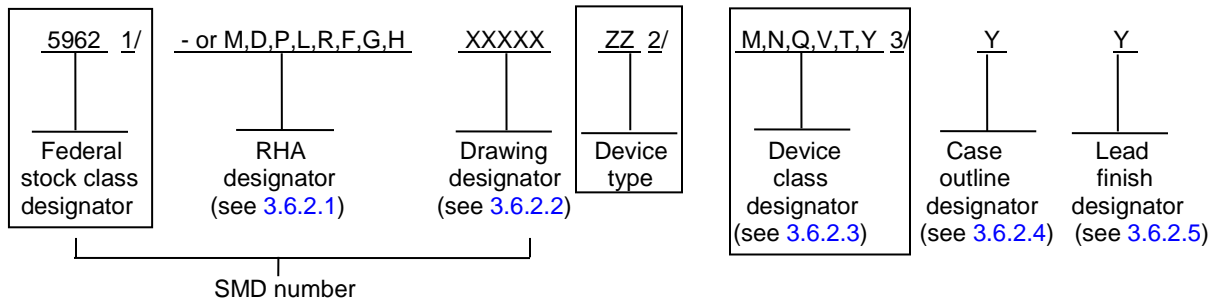 5962 1/ - or M,D,P,L,R,F,G,H XXXXX ZZ 2/ M,N,Q,V,T,Y 3/ Y Y
Federal RHA Drawing Device Device Case Lead
stock class designator designator type class outline finish
designator (see 3.6.2.1) (see 3.6.2.2) designator designator designator
(see 3.6.2.3) (see 3.6.2.4) (see 3.6.2.5)
SMD number